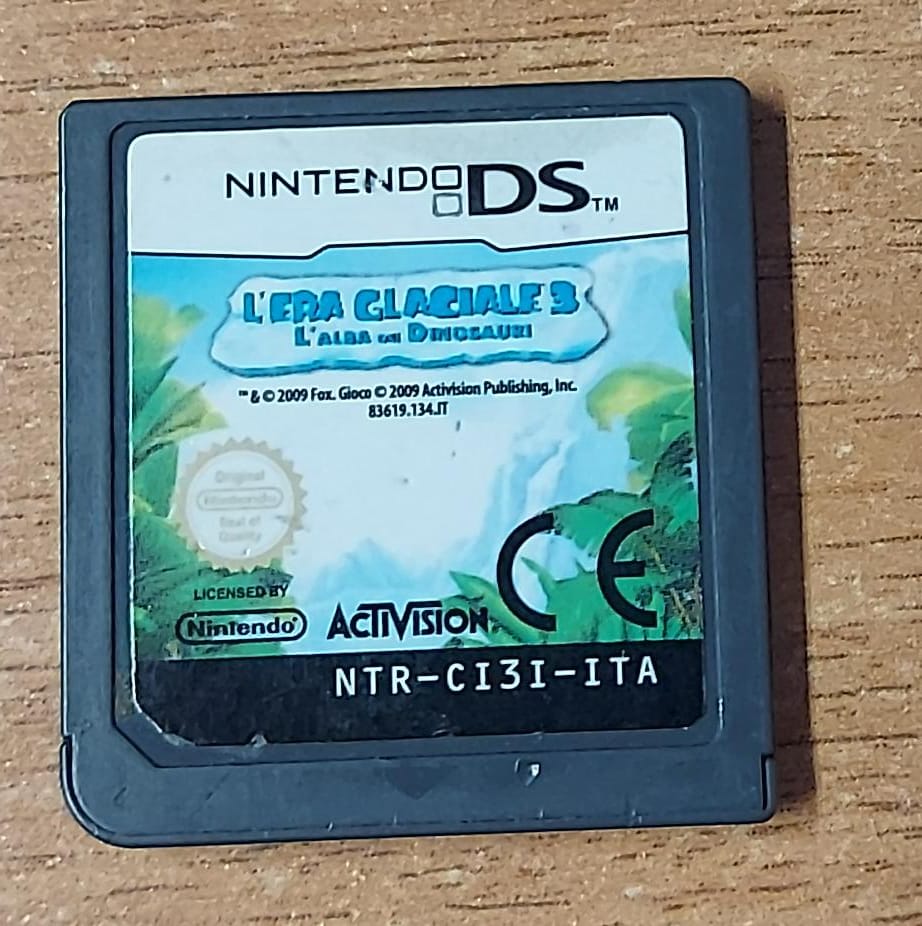 NINTENDO DS™
L'ERA GLACIALE 3
L'ALBA DEI DINOSAURI
™ & © 2009 Fox. Gioco © 2009 Activision Publishing, Inc.
83619.134.IT
Original
Nintendo
Seal of
Quality
LICENSED BY
Nintendo®
ACTIVISION
CE
NTR-CI3I-ITA